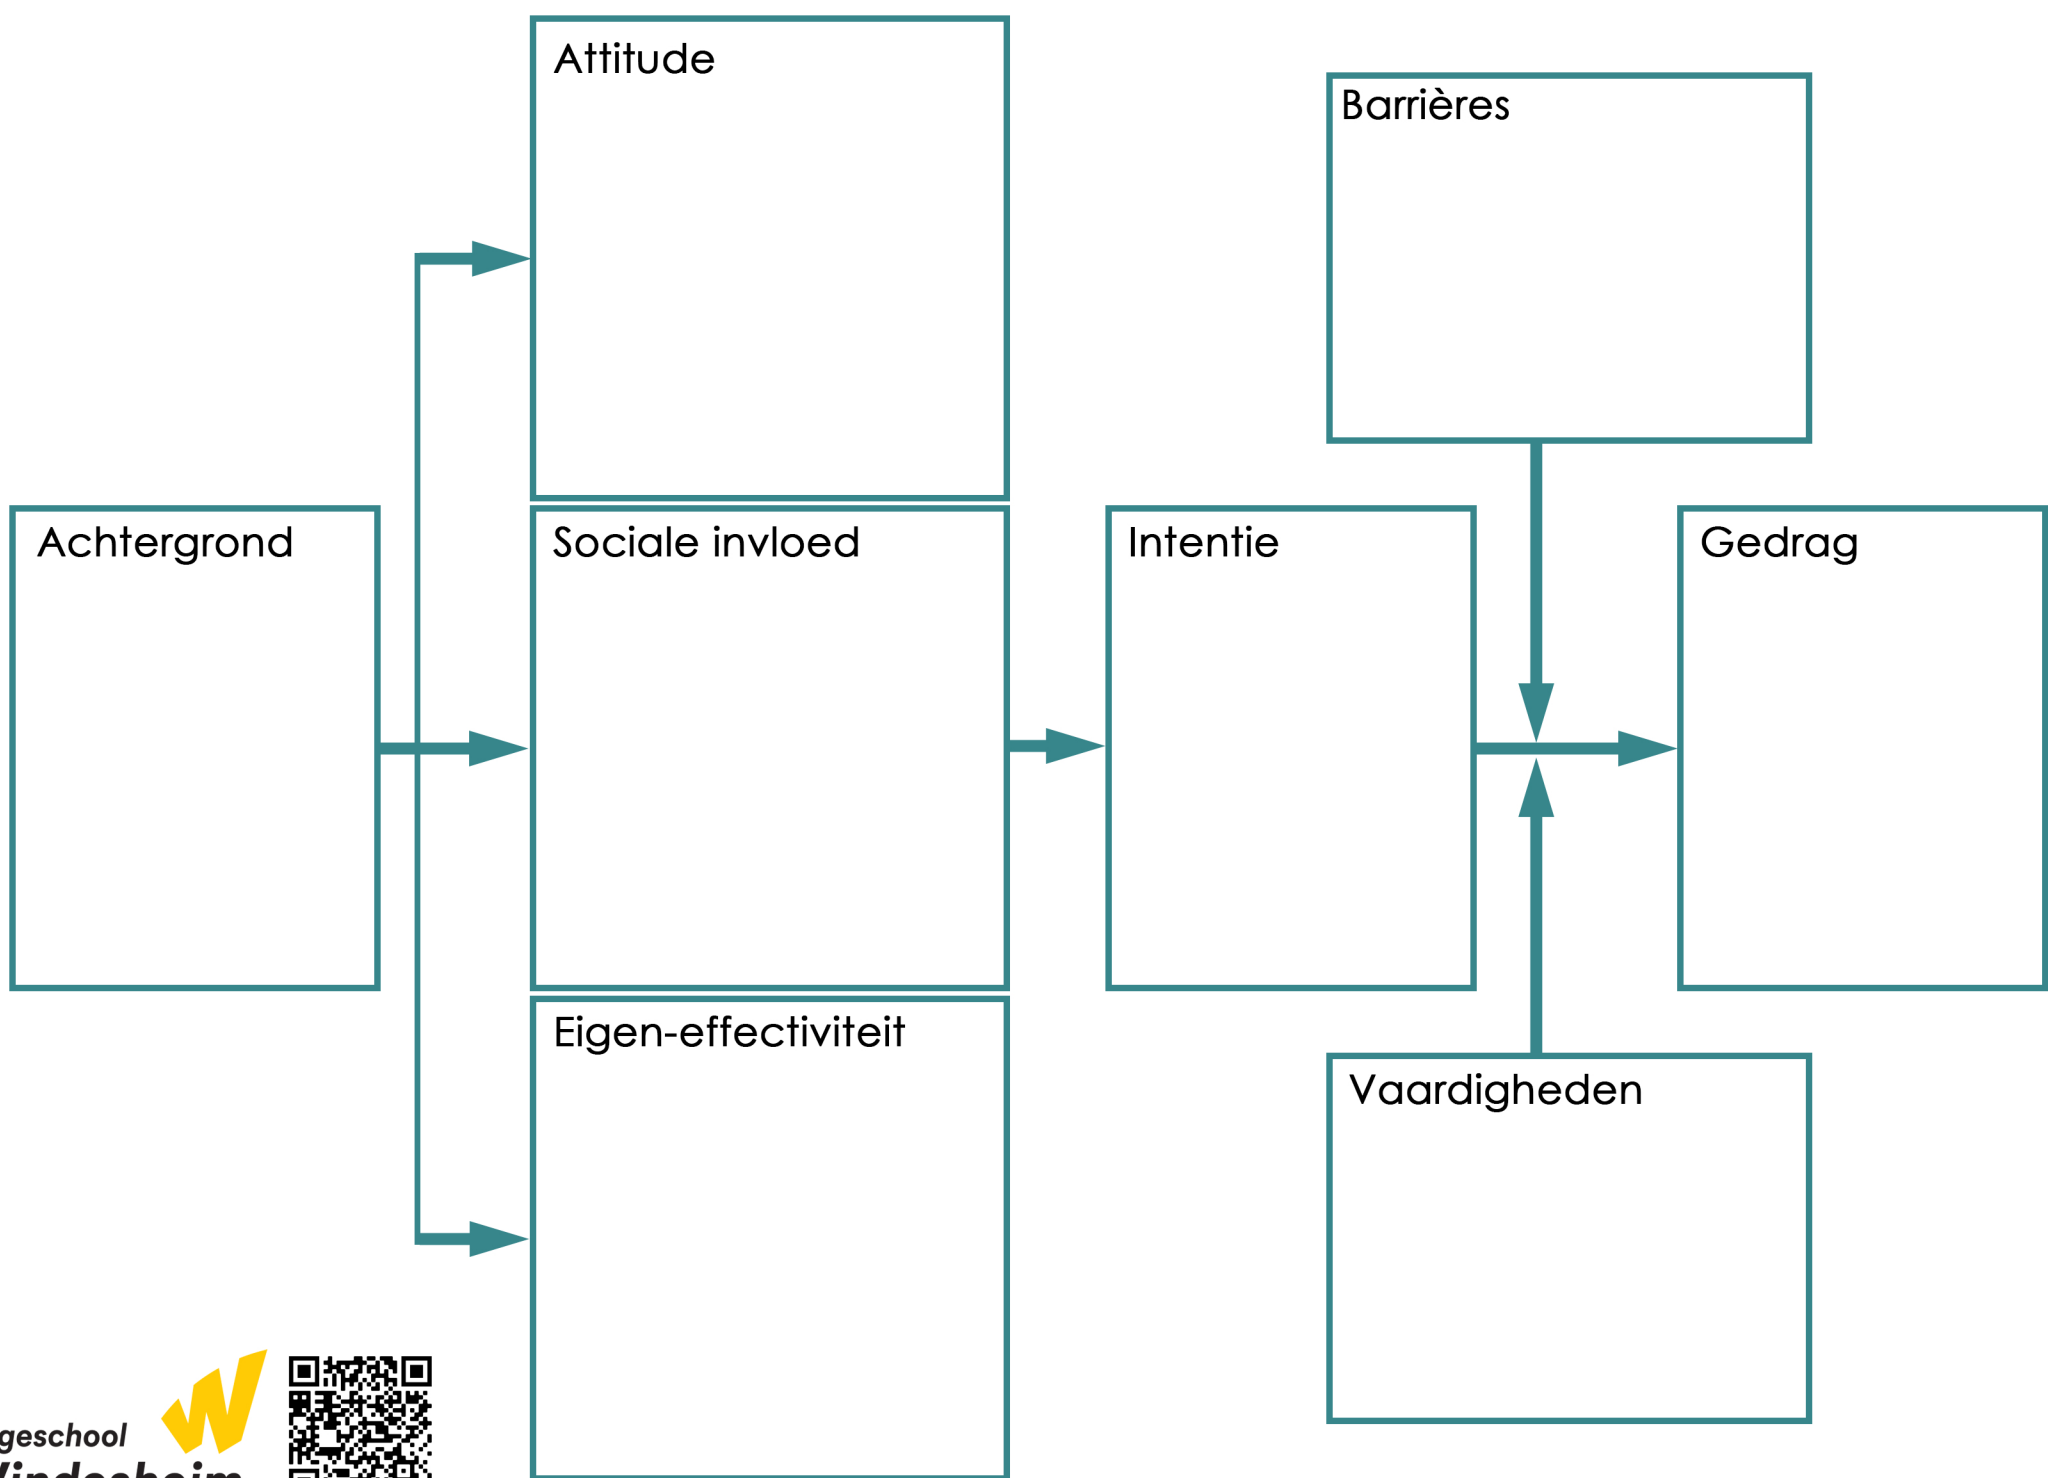 Attitude
Barrières
Achtergrond
Sociale invloed
Intentie
Gedrag
Eigen-effectiviteit
Vaardigheden
geschool